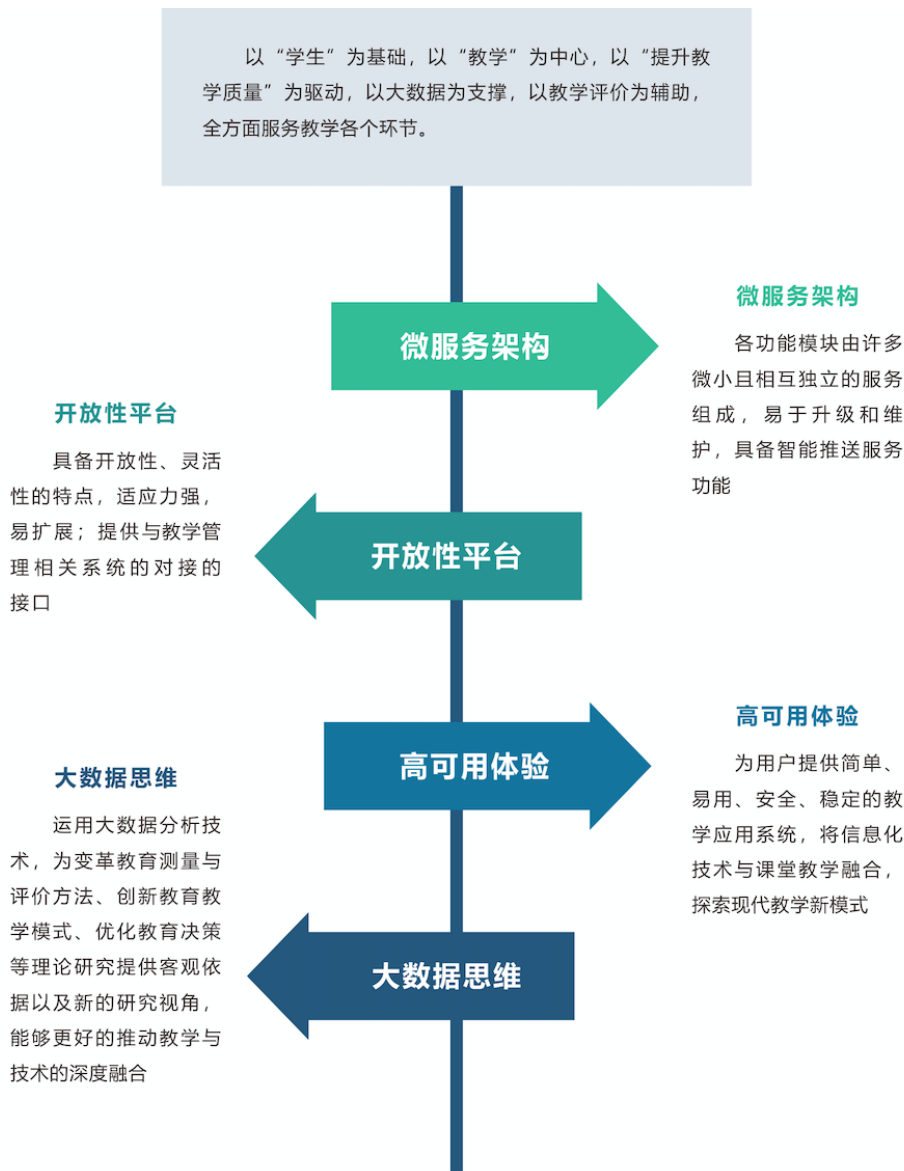 以“学生”为基础，以“教学”为中心，以“提升教
学质量”为驱动，以大数据为支撑，以教学评价为辅助，
全方面服务教学各个环节。
微服务架构
微服务架构
各功能模块由许多
微小且相互独立的服务
组成，易于升级和维
护，具备智能推送服务
功能
开放性平台
具备开放性、灵活
性的特点，适应力强，
易扩展；提供与教学管
理相关系统的对接的
接口
开放性平台
高可用体验
高可用体验
为用户提供简单、
易用、安全、稳定的教
学应用系统，将信息化
技术与课堂教学融合，
探索现代教学新模式
大数据思维
运用大数据分析技
术，为变革教育测量与
评价方法、创新教育教
学模式、优化教育决策
等理论研究提供客观依
据以及新的研究视角，
能够更好的推动教学与
技术的深度融合
大数据思维